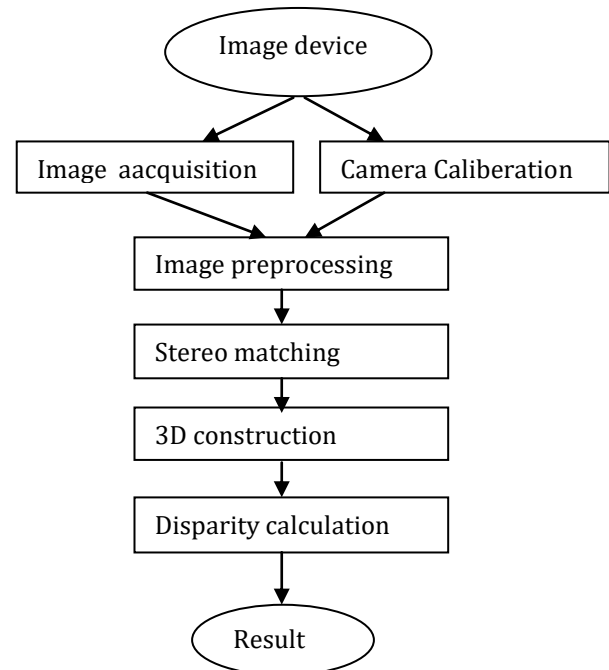 Image device
Image aacquisition
Camera Caliberation
Image preprocessing
Stereo matching
3D construction
Disparity calculation
Result